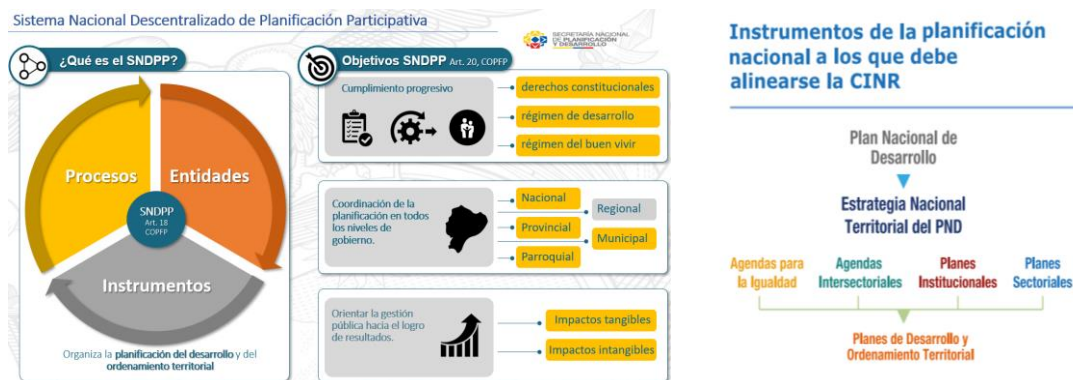 Sistema Nacional Descentralizado de Planificación Participativa
SECRETARÍA NACIONAL
DE PLANIFICACIÓN
Y DESARROLLO
¿Qué es el SNDPP?
Procesos
Entidades
SNDPP
Art. 18
COPFP
Instrumentos
Organiza la planificación del desarrollo y del
ordenamiento territorial
Objetivos SNDPP Art. 20, COPFP
Cumplimiento progresivo
derechos constitucionales
régimen de desarrollo
régimen del buen vivir
Coordinación de la
planificación en todos
los niveles de
gobierno.
Nacional
Regional
Provincial
Municipal
Parroquial
Orientar la gestión
pública hacia el logro
de resultados.
Impactos tangibles
Impactos intangibles
Instrumentos de la planificación
nacional a los que debe
alinearse la CINR
Plan Nacional de
Desarrollo
Estrategia Nacional
Territorial del PND
Agendas para
la Igualdad
Agendas
Intersectoriales
Planes
Institucionales
Planes
Sectoriales
Planes de Desarrollo y
Ordenamiento Territorial